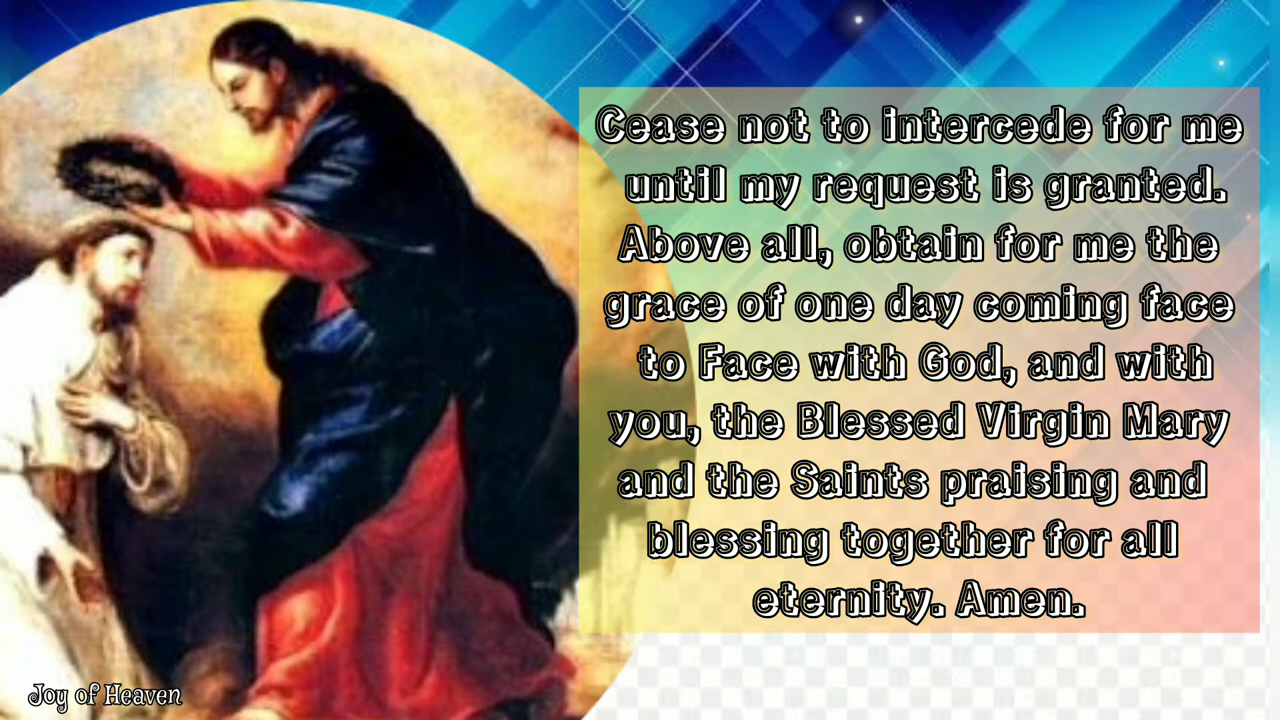 Cease not to intercede for me
until my request is granted.
Above all, obtain for me the
grace of one day coming face
to Face with God, and with
you, the Blessed Virgin Mary
and the Saints praising and
blessing together for all
eternity. Amen.
Joy of Heaven